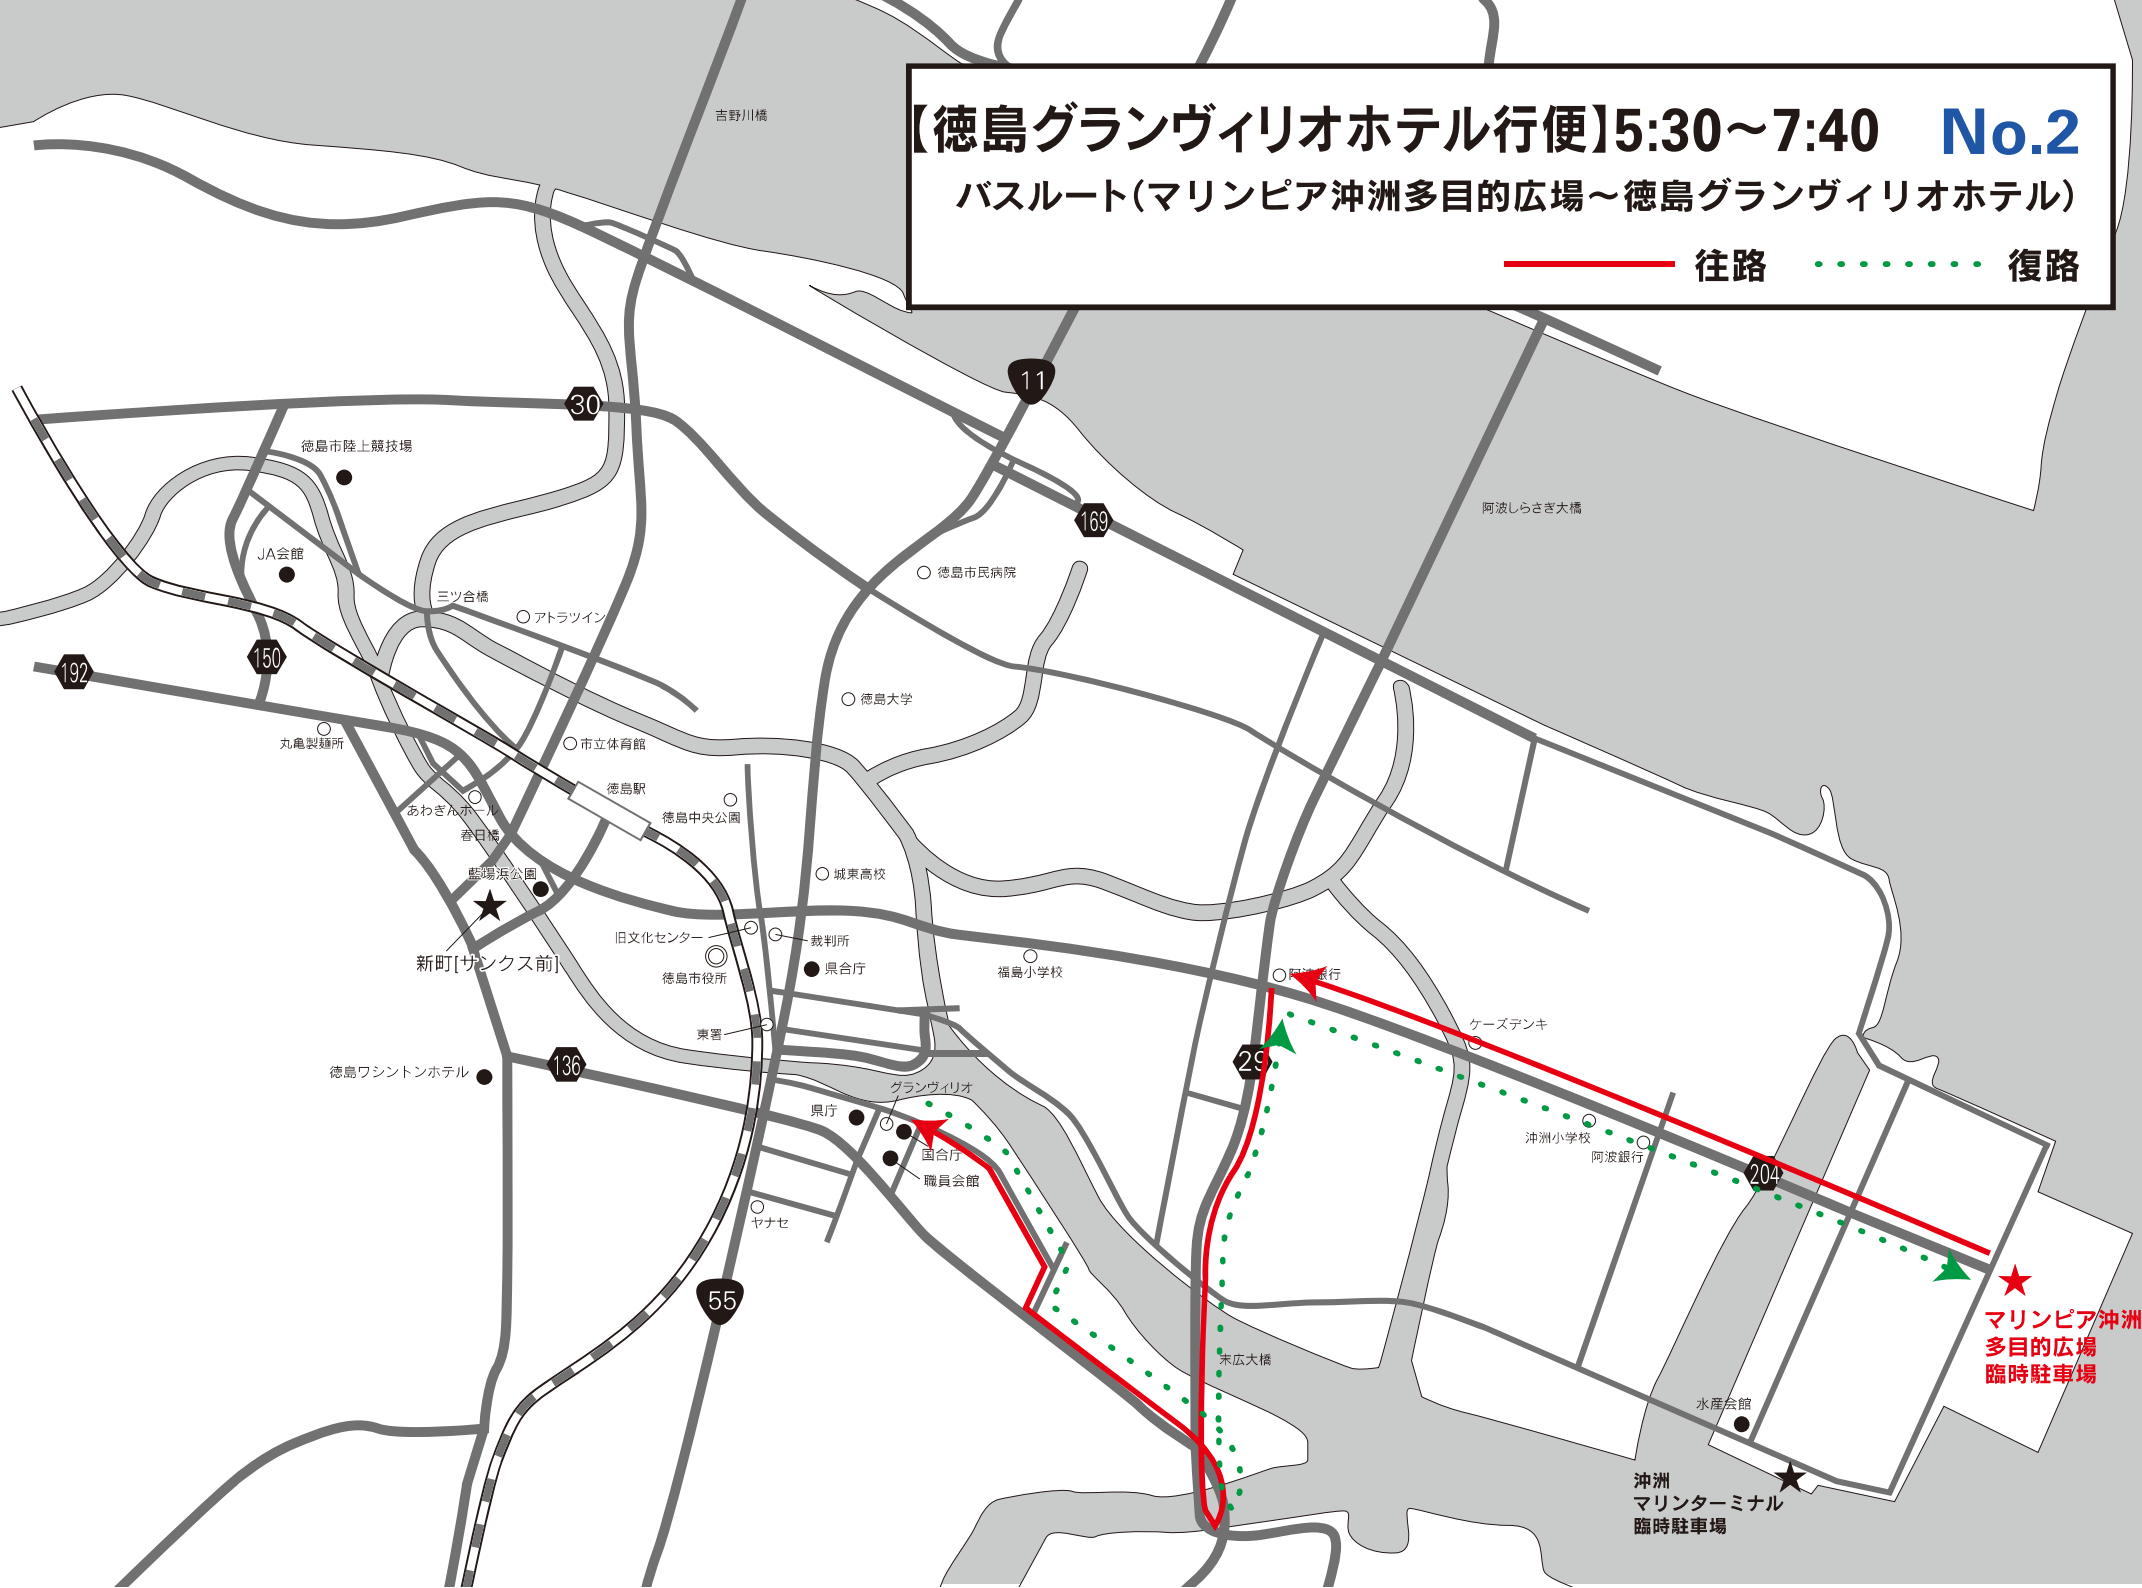 吉野川橋
【徳島グランヴィリオホテル行便】5:30〜7:40 No.2
バスルート(マリンピア沖洲多目的広場〜徳島グランヴィリオホテル)
往路 復路
11
30
徳島市陸上競技場
阿波しらさぎ大橋
169
JA会館
徳島市民病院
三ツ合橋
アトラツイン
150
192
徳島大学
丸亀製麺所
市立体育館
徳島駅
あわぎんホール
徳島中央公園
春日橋
藍場浜公園
城東高校
旧文化センター
裁判所
新町[サンクス前]
徳島市役所
県合庁
福島小学校
阿波銀行
ケーズデンキ
東署
136
29
徳島ワシントンホテル
グランヴィリオ
県庁
国合庁
沖洲小学校
阿波銀行
職員会館
204
ヤナセ
55
マリンピア沖洲
多目的広場
臨時駐車場
末広大橋
水産会館
沖洲
マリンターミナル
臨時駐車場